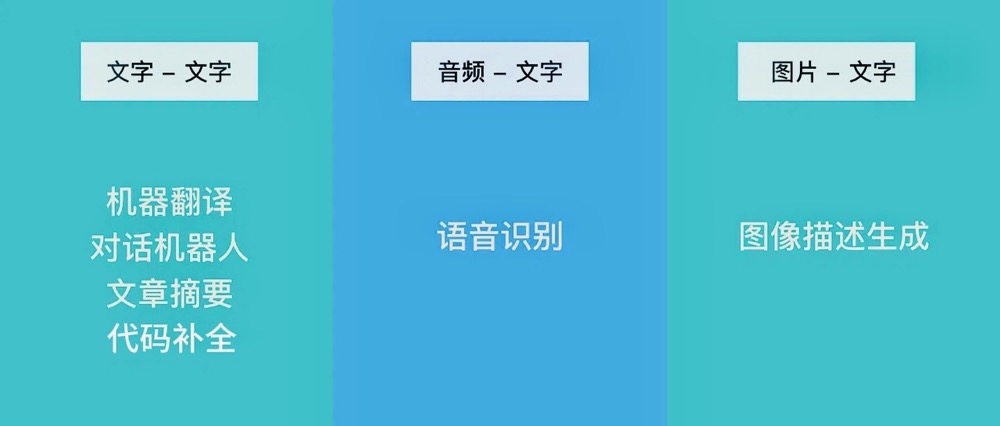 文字 – 文字
机器翻译
对话机器人
文章摘要
代码补全
音频 – 文字
语音识别
图片 – 文字
图像描述生成